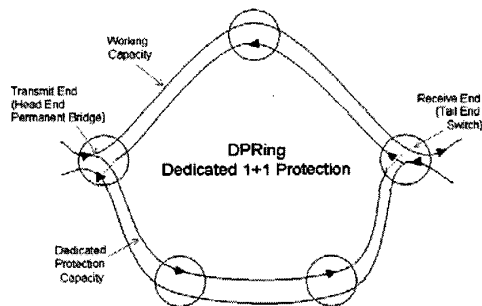 Working
Capacity
Transmit End
(Head End
Permanent Bridge)
Receive End
(Tail End
Switch)
DPRing
Dedicated 1+1 Protection
Dedicated
Protection
Capacity